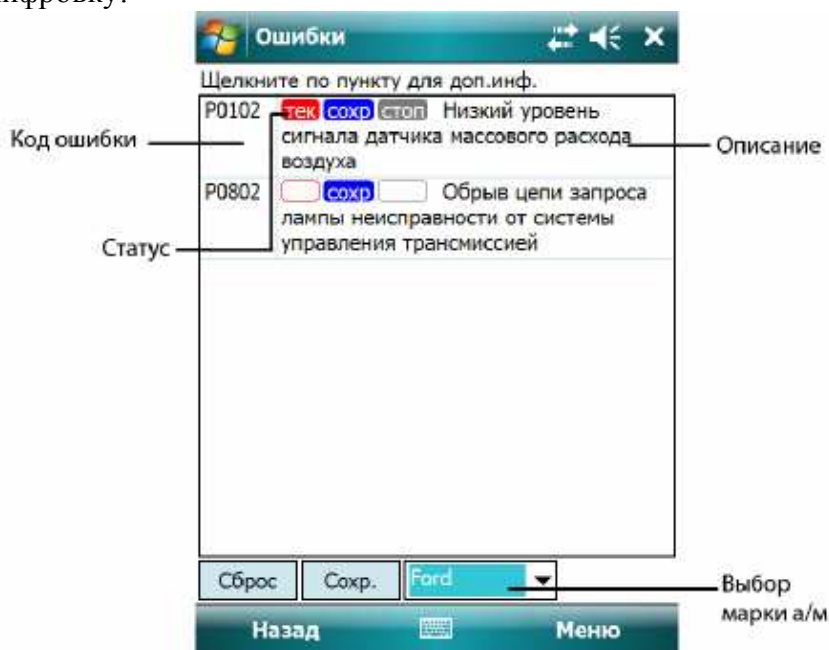 Ошибки
Щелкните по пункту для доп.инф.
P0102 тек сохр стоп Низкий уровень
сигнала датчика массового расхода
воздуха
Код ошибки
Описание
P0802 сохр Обрыв цепи запроса
лампы неисправности от системы
управления трансмиссией
Статус
Сброс Сохр. Ford
Выбор
марки а/м
Назад Меню